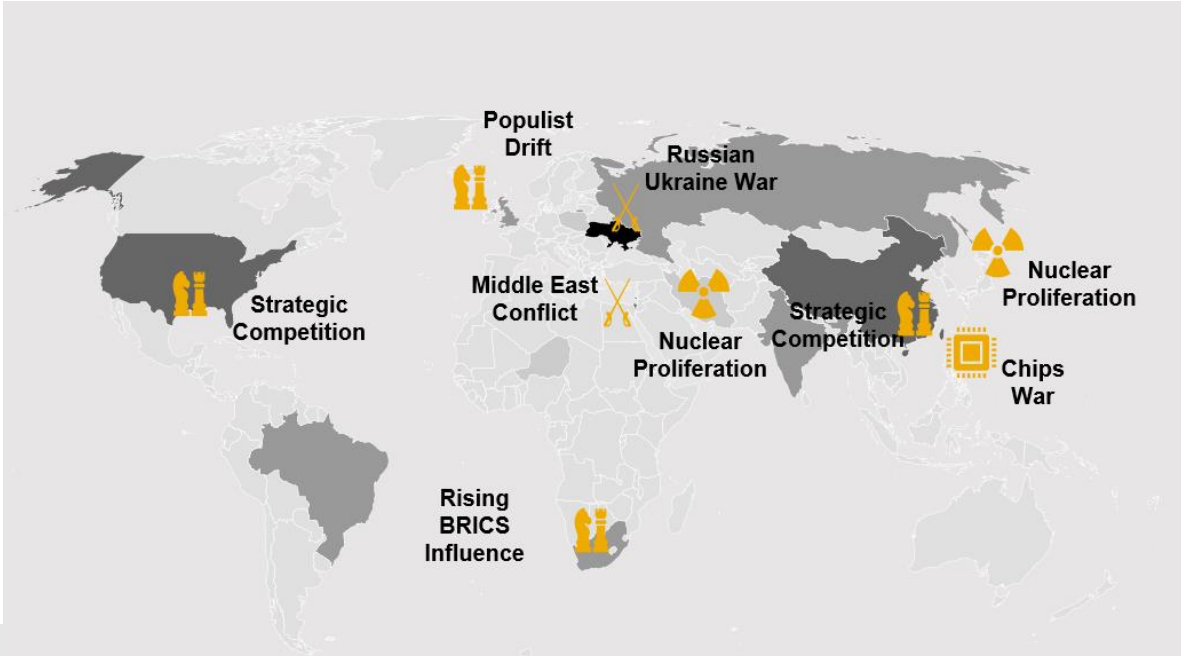 Populist
Drift
Russian
Ukraine War
Nuclear
Proliferation
Middle East
Conflict
Strategic
Competition
Nuclear
Proliferation
Strategic
Competition
Chips
War
Rising
BRICS
Influence